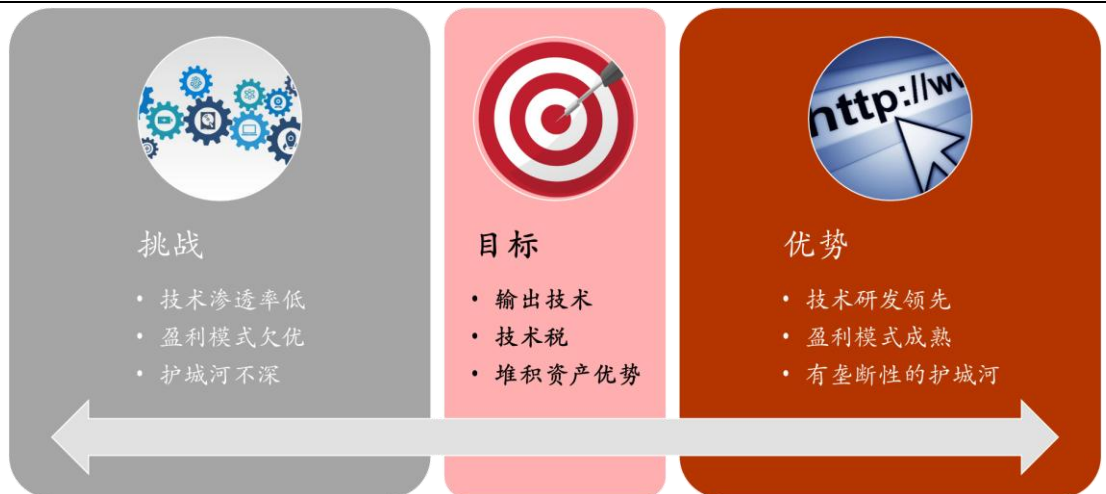 http://ww
挑战
• 技术渗透率低
• 盈利模式欠优
• 护城河不深
目标
• 输出技术
• 技术税
• 堆积资产优势
优势
• 技术研发领先
• 盈利模式成熟
• 有垄断性的护城河